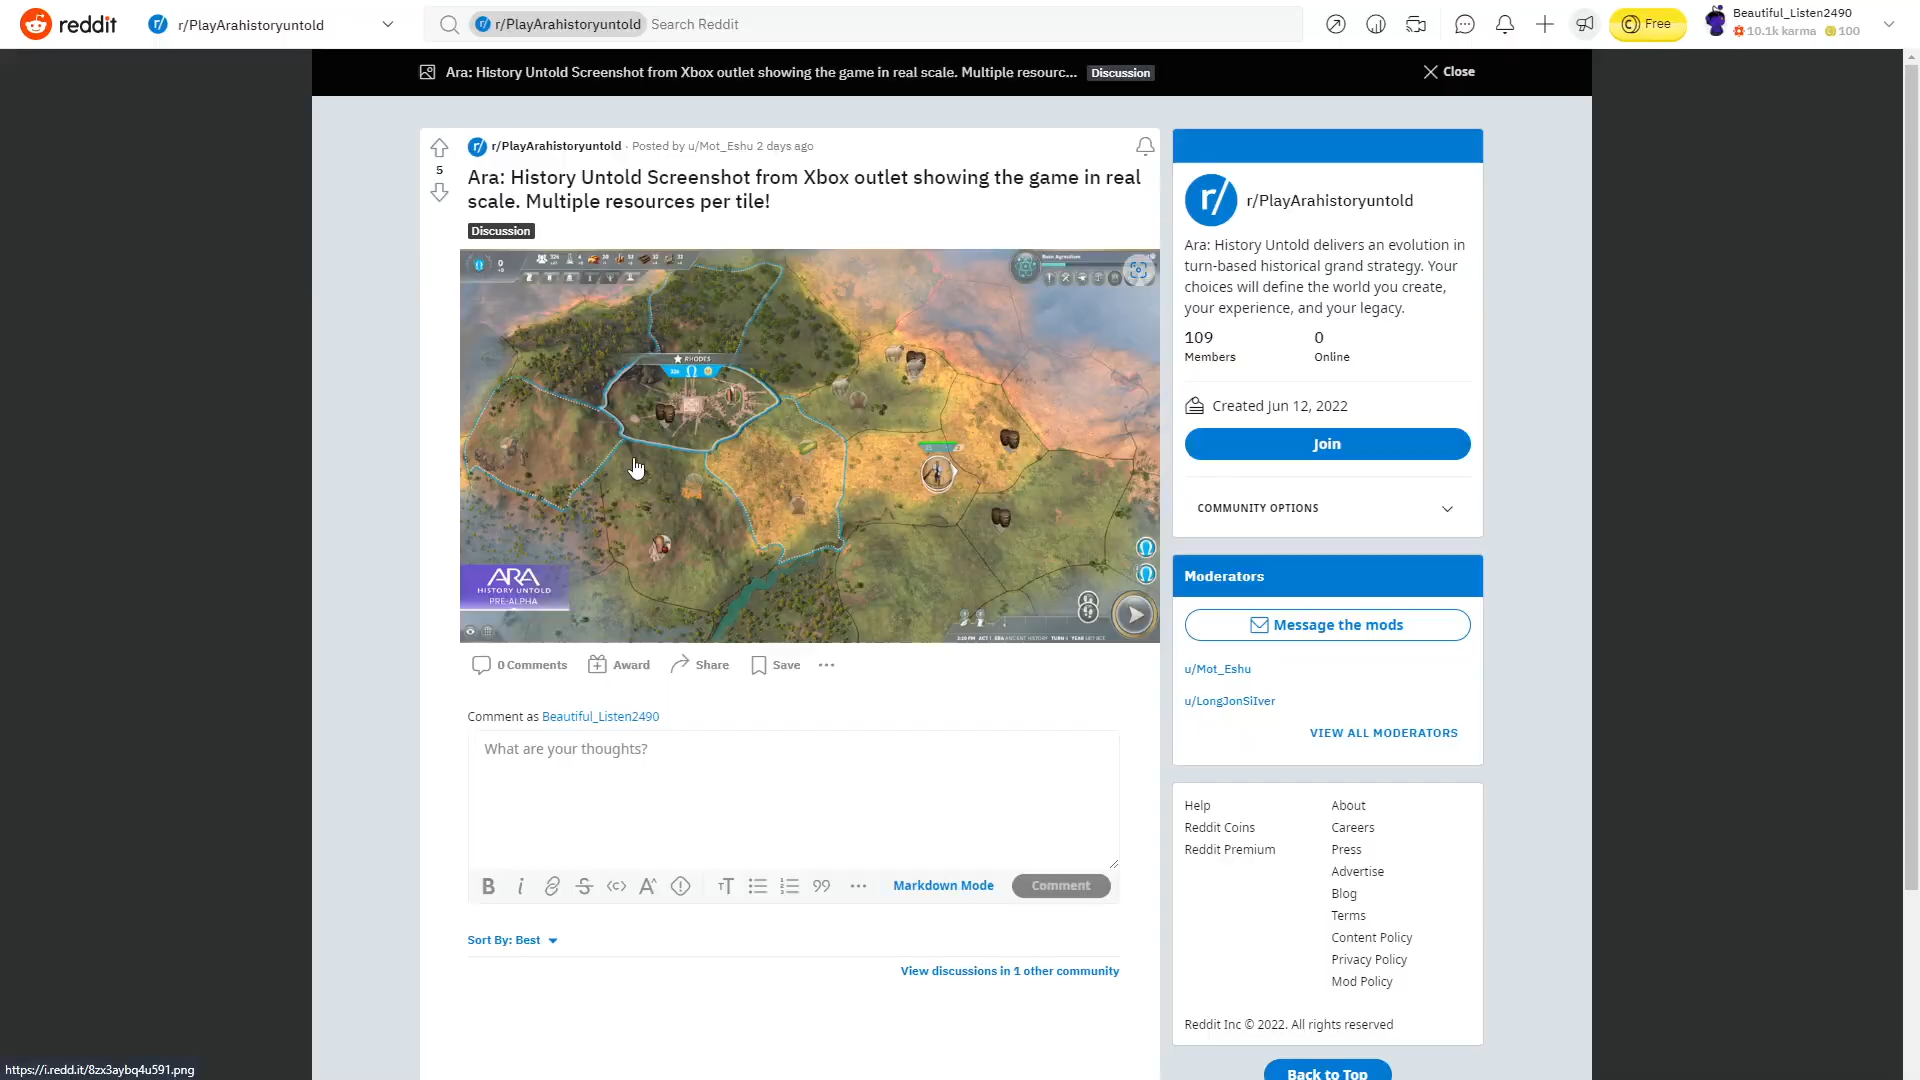 reddit
r/PlayArahistoryuntold
r/PlayArahistoryuntold
Search Reddit
Free
Beautiful_Listen2490
10.1k karma
100
Ara: History Untold Screenshot from Xbox outlet showing the game in real scale. Multiple resourc...
Discussion
Close
5
r/PlayArahistoryuntold · Posted by u/Mot_Eshu 2 days ago
Ara: History Untold Screenshot from Xbox outlet showing the game in real
scale. Multiple resources per tile!
Discussion
RHODES
326
ARA
HISTORY UNTOLD
PRE-ALPHA
0 Comments
Award
Share
Save
Comment as Beautiful_Listen2490
What are your thoughts?
Markdown Mode
Comment
Sort By: Best
View discussions in 1 other community
r/PlayArahistoryuntold
Ara: History Untold delivers an evolution in
turn-based historical grand strategy. Your
choices will define the world you create,
your experience, and your legacy.
109
Members
0
Online
Created Jun 12, 2022
Join
COMMUNITY OPTIONS
Moderators
Message the mods
u/Mot_Eshu
u/LongJonSiIver
VIEW ALL MODERATORS
Help
Reddit Coins
Reddit Premium
About
Careers
Press
Advertise
Blog
Terms
Content Policy
Privacy Policy
Mod Policy
Reddit Inc © 2022. All rights reserved
Back to Top
https://i.redd.it/8zx3aybq4u591.png